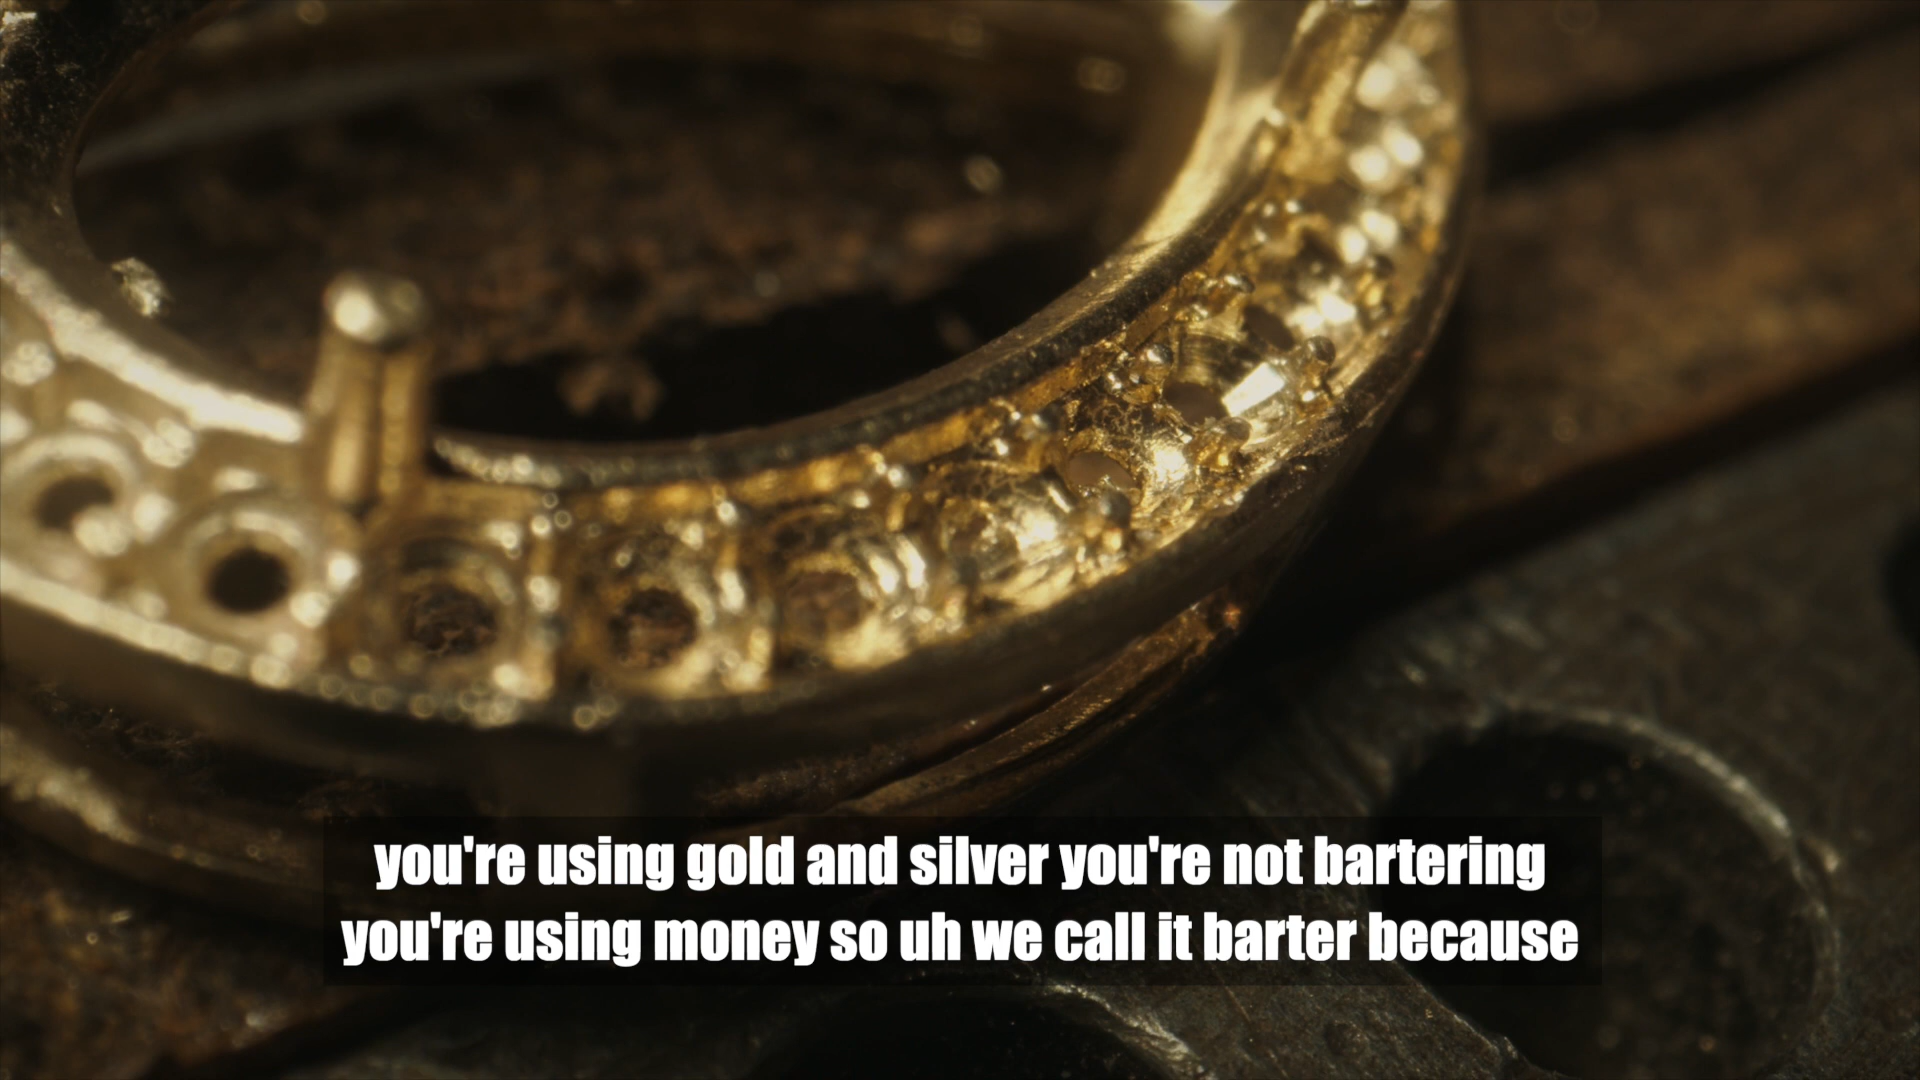 you're using gold and silver you're not bartering
you're using money so uh we call it barter because